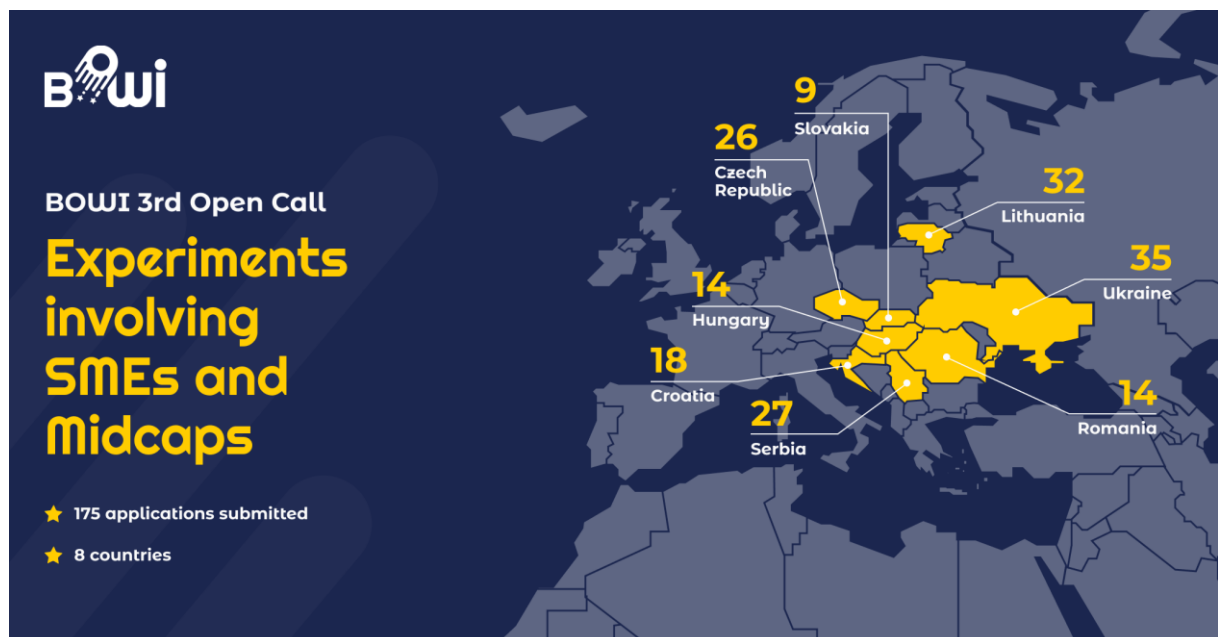 BOWI
BOWI 3rd Open Call
Experiments
involving
SMEs and
Midcaps
175 applications submitted
8 countries
9
Slovakia
26
Czech
Republic
32
Lithuania
35
Ukraine
14
Hungary
18
Croatia
14
Romania
27
Serbia